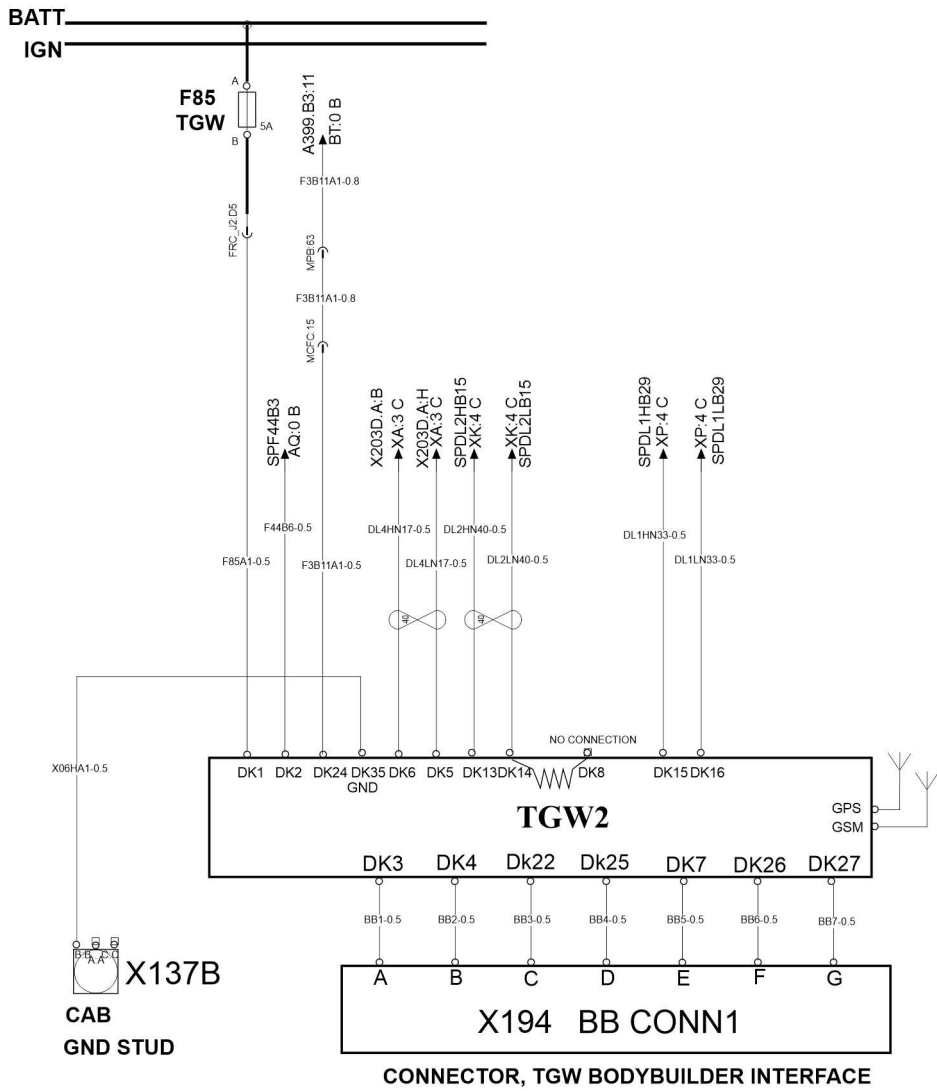 BATT
IGN
F85
TGW
A
5A
B
A399.B3:11
BT:0 B
F3B11A1-0.8
FRC_J2:D5
MPB:63
F3B11A1-0.8
MCFC:15
SPF44B3
AQ:0 B
X203D.A:B
XA:3 C
X203D.A:H
XA:3 C
SPDL2HB15
XK:4 C
XK:4 C
SPDL2LB15
SPDL1HB29
XP:4 C
XP:4 C
SPDL1LB29
F44B6-0.5
DL4HN17-0.5
DL2HN40-0.5
DL1HN33-0.5
F85A1-0.5
F3B11A1-0.5
DL4LN17-0.5
DL2LN40-0.5
DL1LN33-0.5
40
40
X06HA1-0.5
NO CONNECTION
DK1 DK2 DK24 DK35 DK6 DK5 DK13 DK14 DK8 DK15 DK16
GND
TGW2
GPS
GSM
DK3 DK4 Dk22 Dk25 DK7 DK26 DK27
BB1-0.5 BB2-0.5 BB3-0.5 BB4-0.5 BB5-0.5 BB6-0.5 BB7-0.5
B B A A C C
X137B
CAB
GND STUD
A B C D E F G
X194 BB CONN1
CONNECTOR, TGW BODYBUILDER INTERFACE